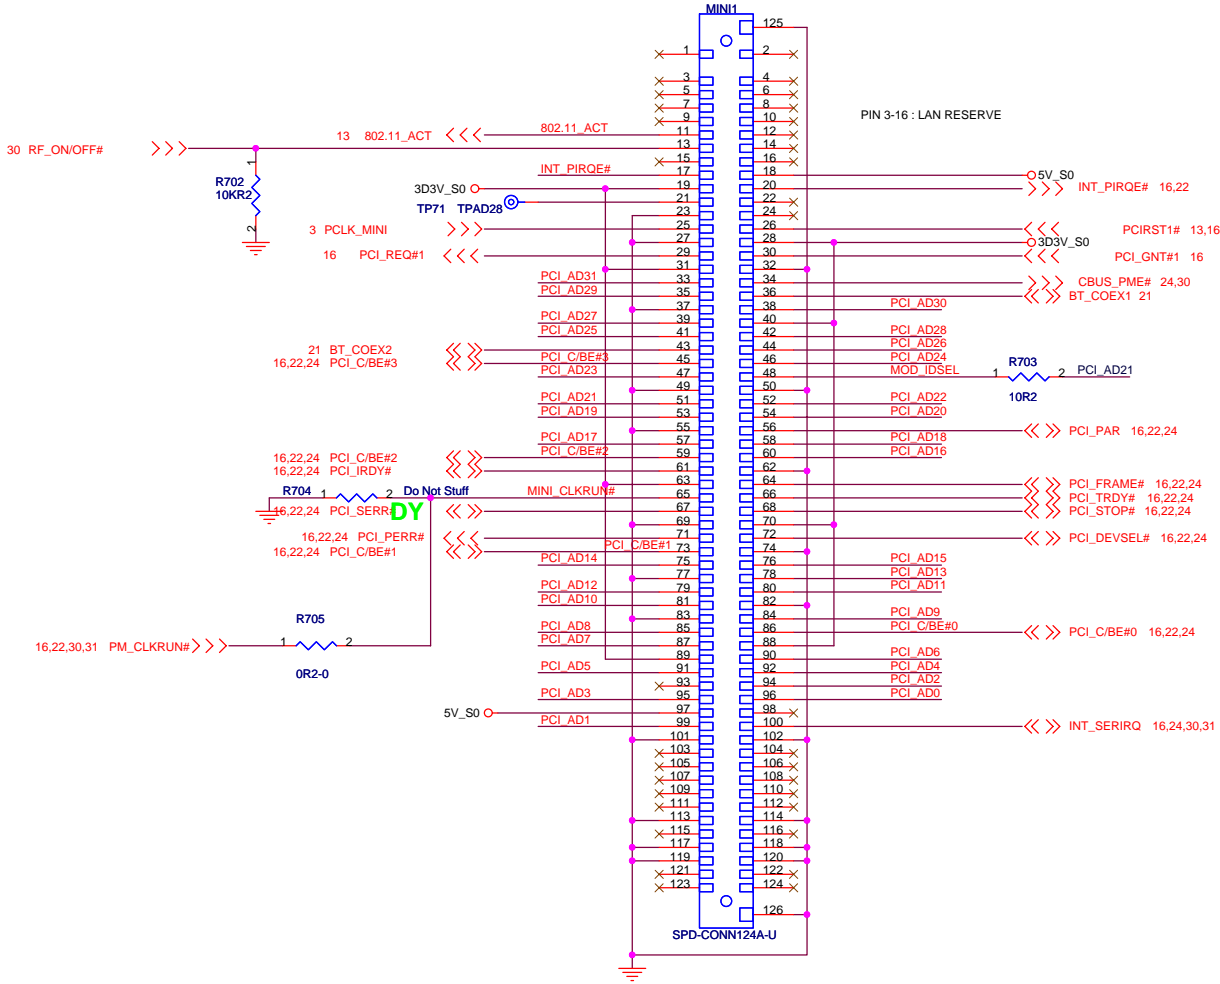 MINI1
125
1 2
3 4
5 6
7 8
9 10
PIN 3-16 : LAN RESERVE
13 802.11_ACT 802.11_ACT 11 12
30 RF_ON/OFF# 13 14
1 15 16
R702 10KR2 2
INT_PIRQE# 17 18 5V_S0
3D3V_S0 19 20 INT_PIRQE# 16,22
TP71 TPAD28 21 22
23 24
3 PCLK_MINI 25 26 PCIRST1# 13,16
27 28 3D3V_S0
16 PCI_REQ#1 29 30 PCI_GNT#1 16
31 32
PCI_AD31 33 34 CBUS_PME# 24,30
PCI_AD29 35 36 BT_COEX1 21
37 38 PCI_AD30
PCI_AD27 39 40
PCI_AD25 41 42 PCI_AD28
21 BT_COEX2 43 44 PCI_AD26
16,22,24 PCI_C/BE#3 PCI_C/BE#3 45 46 PCI_AD24
PCI_AD23 47 48 MOD_IDSEL 1 R703 2 PCI_AD21
10R2
49 50
PCI_AD21 51 52 PCI_AD22
PCI_AD19 53 54 PCI_AD20
55 56 PCI_PAR 16,22,24
PCI_AD17 57 58 PCI_AD18
16,22,24 PCI_C/BE#2 PCI_C/BE#2 59 60 PCI_AD16
16,22,24 PCI_IRDY# 61 62
63 64 PCI_FRAME# 16,22,24
R704 1 2 Do Not Stuff MINI_CLKRUN# 65 66 PCI_TRDY# 16,22,24
16,22,24 PCI_SERR# DY 67 68 PCI_STOP# 16,22,24
69 70
16,22,24 PCI_PERR# 71 72 PCI_DEVSEL# 16,22,24
16,22,24 PCI_C/BE#1 PCI_C/BE#1 73 74
PCI_AD14 75 76 PCI_AD15
77 78 PCI_AD13
PCI_AD12 79 80 PCI_AD11
PCI_AD10 81 82
83 84 PCI_AD9
PCI_AD8 85 86 PCI_C/BE#0 PCI_C/BE#0 16,22,24
PCI_AD7 87 88
R705
16,22,30,31 PM_CLKRUN# 1 2
0R2-0
89 90 PCI_AD6
PCI_AD5 91 92 PCI_AD4
93 94 PCI_AD2
PCI_AD3 95 96 PCI_AD0
5V_S0 97 98
PCI_AD1 99 100 INT_SERIRQ 16,24,30,31
101 102
103 104
105 106
107 108
109 110
111 112
113 114
115 116
117 118
119 120
121 122
123 124
126
SPD-CONN124A-U